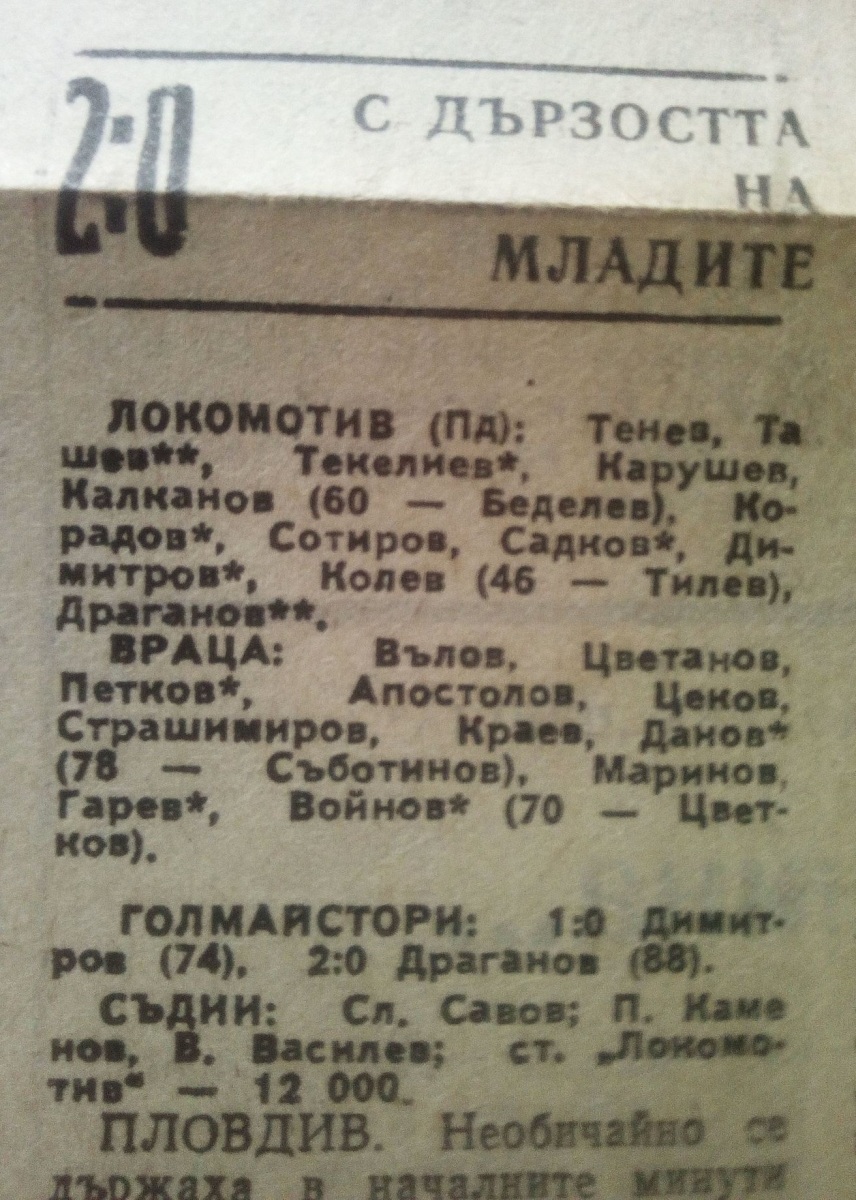 2:0
С ДЪРЗОСТТА
НА
МЛАДИТЕ
ЛОКОМОТИВ (Пд): Тенев, Та
шев**, Текелиев*, Карушев,
Калканов (60 — Беделев), Ко-
радов*, Сотиров, Садков*, Ди-
митров*, Колев (46 — Тилев),
Драганов**.
ВРАЦА: Вълов, Цветанов,
Петков*, Апостолов, Цеков,
Страшимиров, Краев, Данов*
(78 — Съботинов), Маринов,
Гарев*, Войнов* (70 — Цвет-
ков).
ГОЛМАЙСТОРИ: 1:0 Димит-
ров (74), 2:0 Драганов (88).
СЪДИИ: Сл. Савов; П. Каме
нов, В. Василев; ст. „Локомо-
тив“ — 12 000.
ПЛОВДИВ. Необичайно се
държаха в началните минути